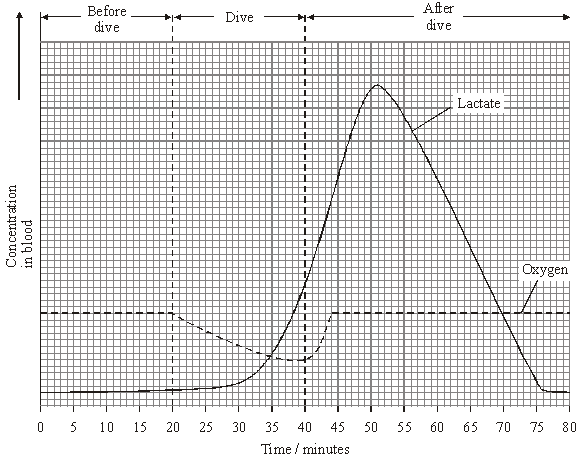 Before
dive
Dive
After
dive
Lactate
Concentration
in blood
Oxygen
0 5 10 15 20 25 30 35 40 45 50 55 60 65 70 75 80
Time / minutes